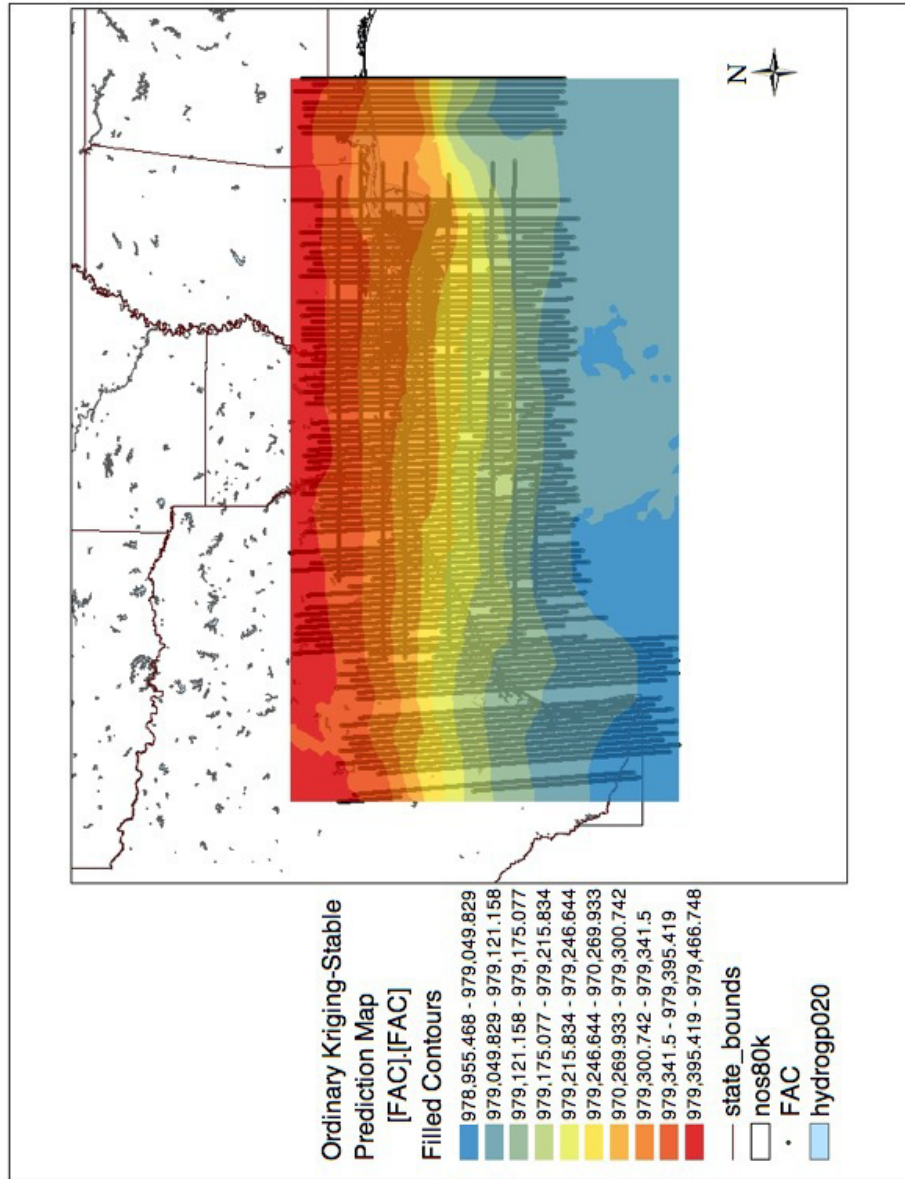 Ordinary Kriging-Stable
Prediction Map
[FAC].[FAC]
Filled Contours
978,955.468 - 979,049.829
979,049.829 - 979,121.158
979,121.158 - 979,175.077
979,175.077 - 979,215.834
979,215.834 - 979,246.644
979,246.644 - 970,269.933
970,269.933 - 979,300.742
979,300.742 - 979,341.5
979,341.5 - 979,395.419
979,395.419 - 979,466.748
state_bounds
nos80k
FAC
hydrogp020
N